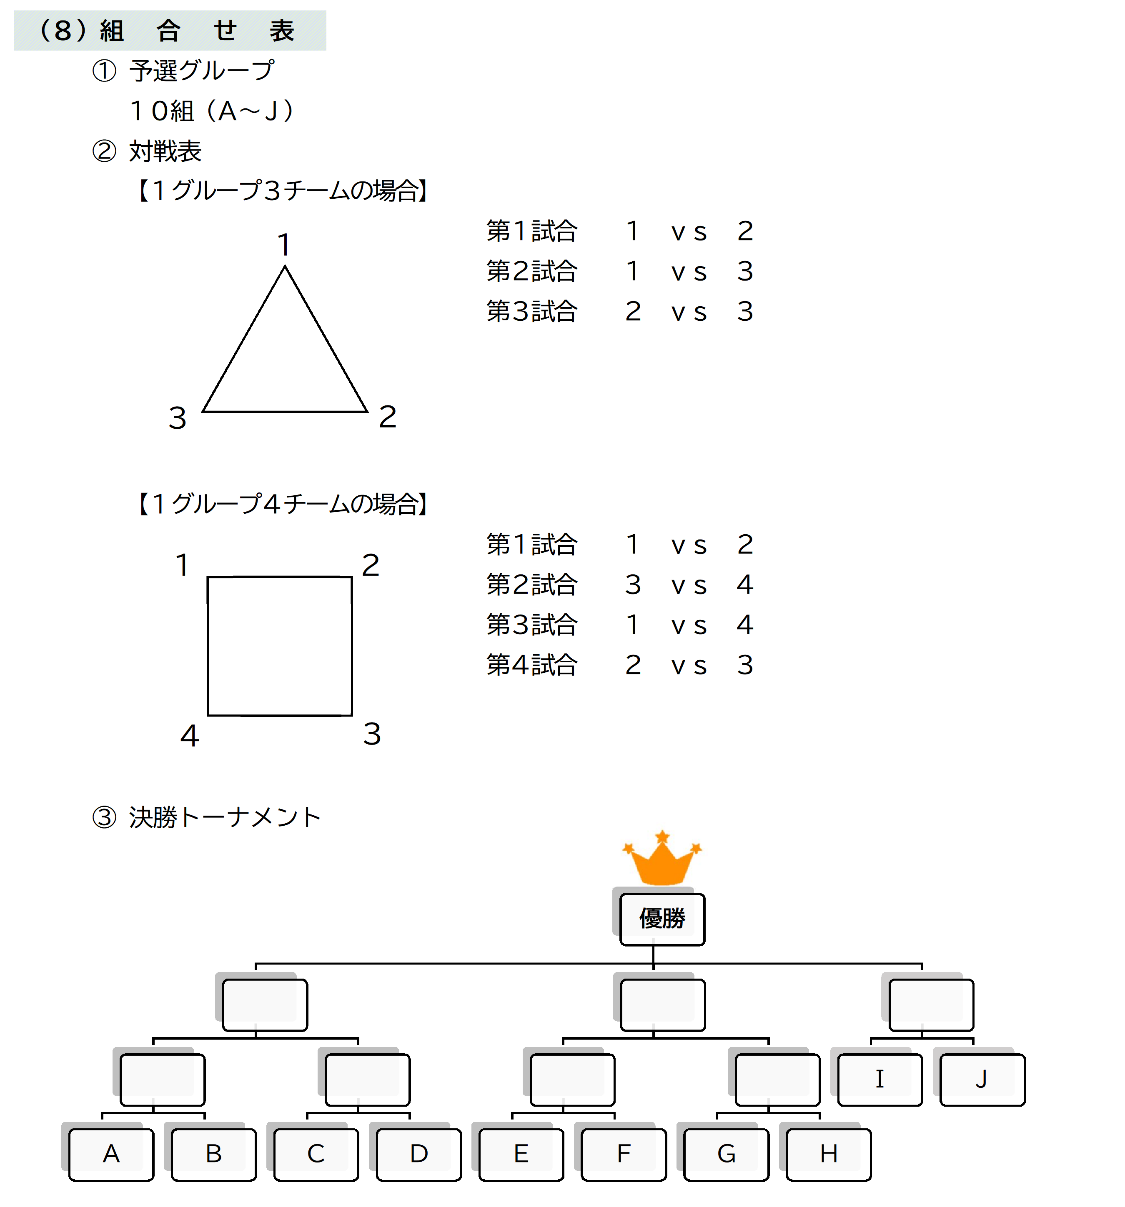 （８）組　合　せ　表
① 予選グループ
１０組（Ａ～Ｊ）
② 対戦表
【１グループ３チームの場合】
第１試合　　１　ｖｓ　２
第２試合　　１　ｖｓ　３
第３試合　　２　ｖｓ　３
1
3
2
【１グループ４チームの場合】
第１試合　　１　ｖｓ　２
第２試合　　３　ｖｓ　４
第３試合　　１　ｖｓ　４
第４試合　　２　ｖｓ　３
1
2
4
3
③ 決勝トーナメント
優勝
I
J
A
B
C
D
E
F
G
H